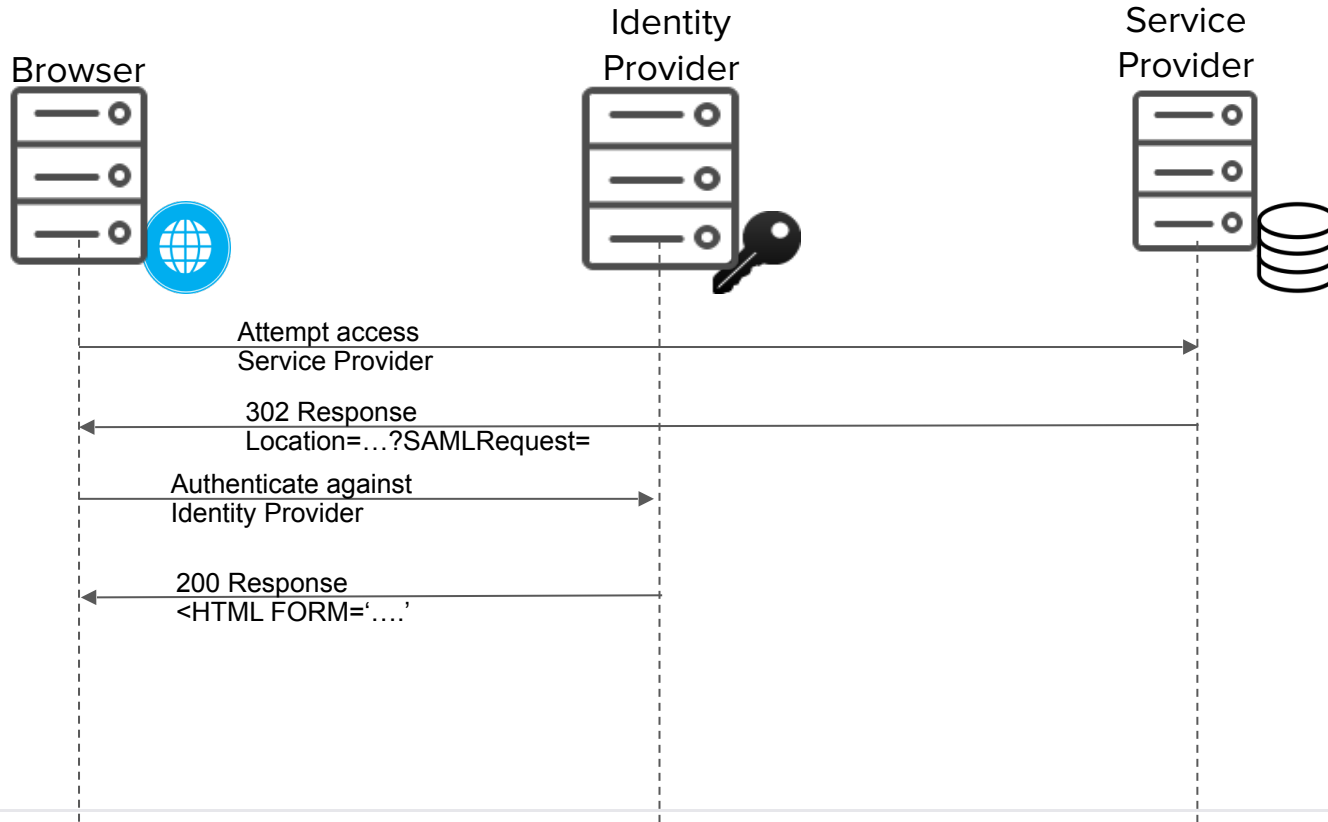 Browser
Identity
Provider
Service
Provider
Attempt access
Service Provider
302 Response
Location=…?SAMLRequest=
Authenticate against
Identity Provider
200 Response
<HTML FORM=‘….’